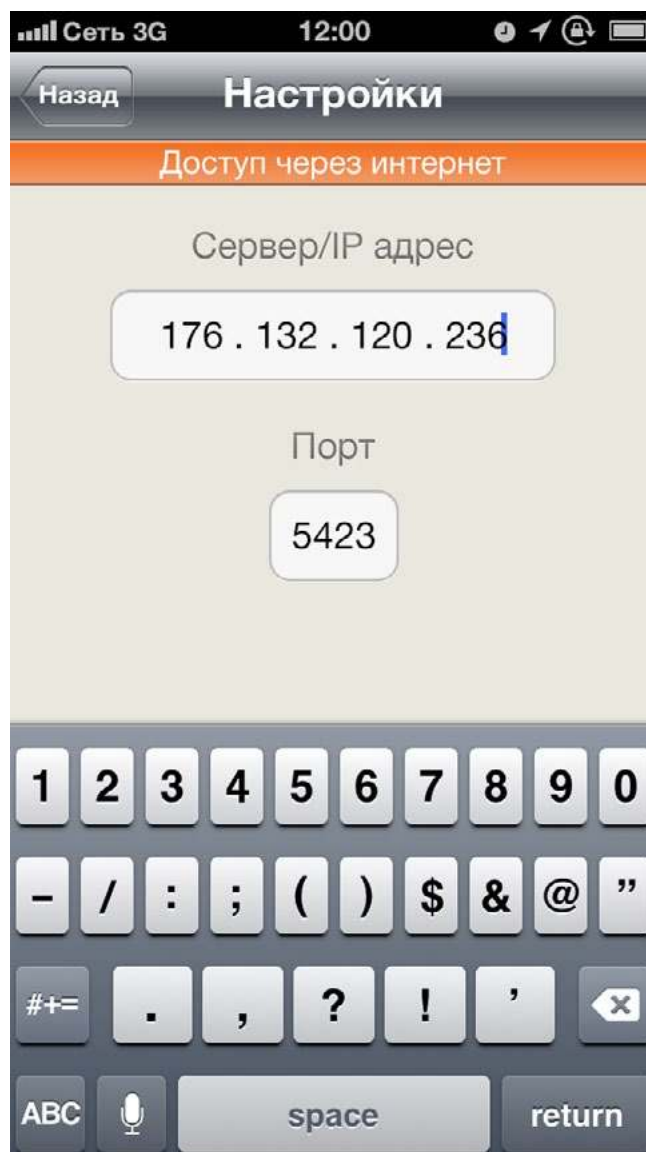 Сеть 3G 12:00
Назад Настройки
Доступ через интернет
Сервер/IP адрес
176 . 132 . 120 . 236
Порт
5423
1 2 3 4 5 6 7 8 9 0
- / : ; ( ) $ & @ ”
#+= . , ? ! ’
ABC space return